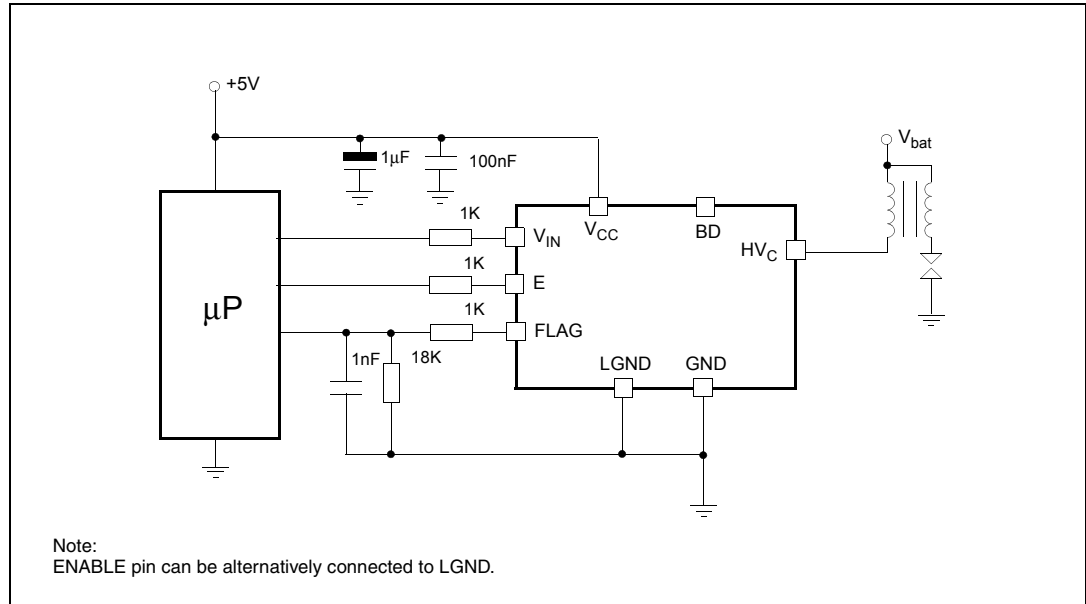 +5V
1μF
100nF
V_bat
1K
V_IN
V_CC
BD
HV_C
1K
E
μP
1K
FLAG
1nF
18K
LGND
GND
Note:
ENABLE pin can be alternatively connected to LGND.